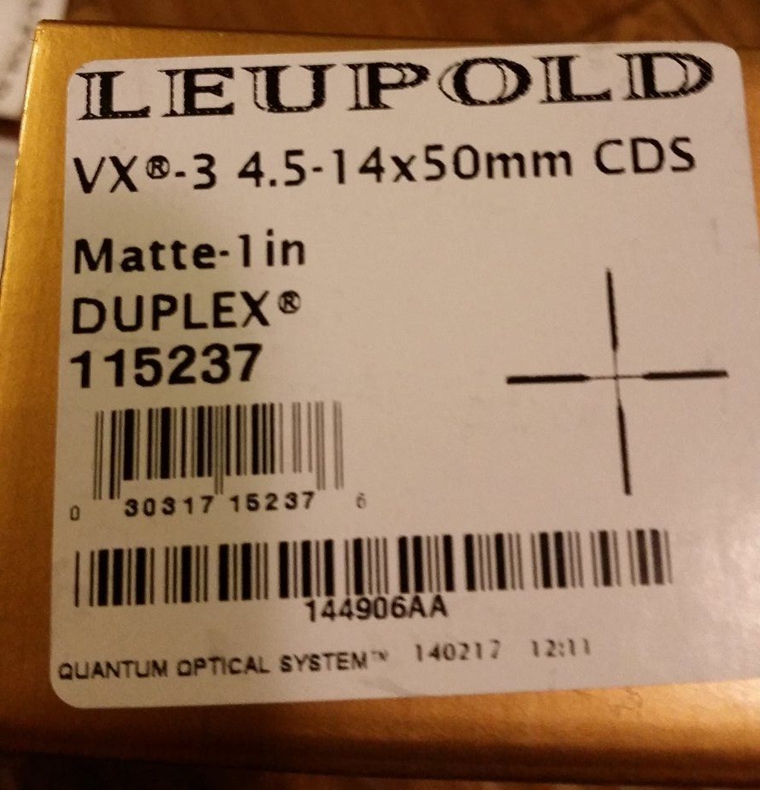 LEUPOLD
VX®-3 4.5-14x50mm CDS
Matte-1in
DUPLEX®
115237
0 30317 15237 6
144906AA
QUANTUM OPTICAL SYSTEM™ 140217 12:11